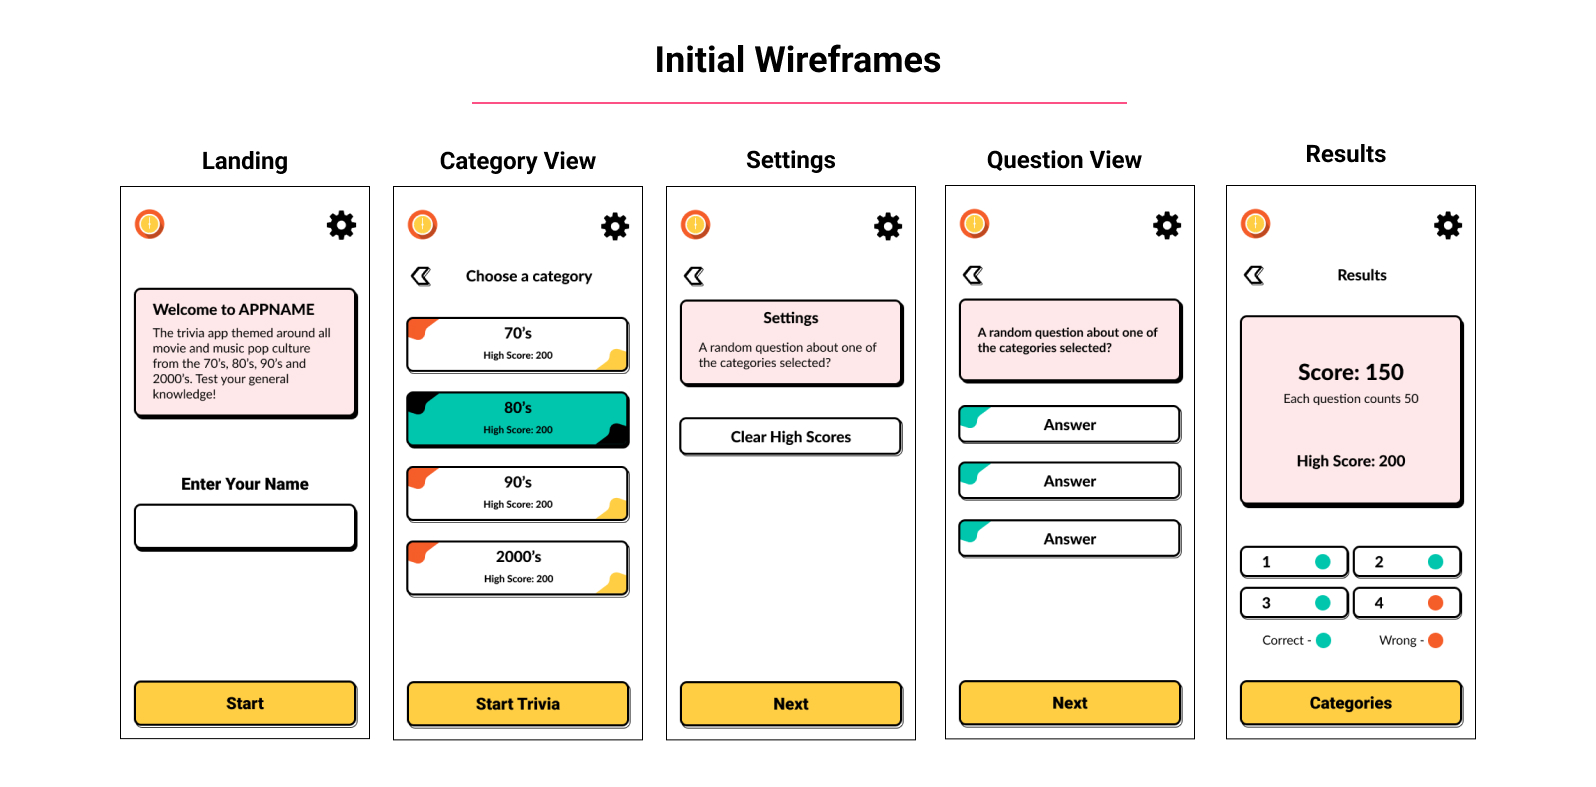 Initial Wireframes
Landing
Welcome to APPNAME
The trivia app themed around all
movie and music pop culture
from the 70's, 80's, 90's and
2000's. Test your general
knowledge!
Enter Your Name
Start
Category View
Choose a category
70's
High Score: 200
80's
High Score: 200
90's
High Score: 200
2000's
High Score: 200
Start Trivia
Settings
Settings
A random question about one of
the categories selected?
Clear High Scores
Next
Question View
A random question about one of
the categories selected?
Answer
Answer
Answer
Next
Results
Results
Score: 150
Each question counts 50
High Score: 200
1
2
3
4
Correct -
Wrong -
Categories